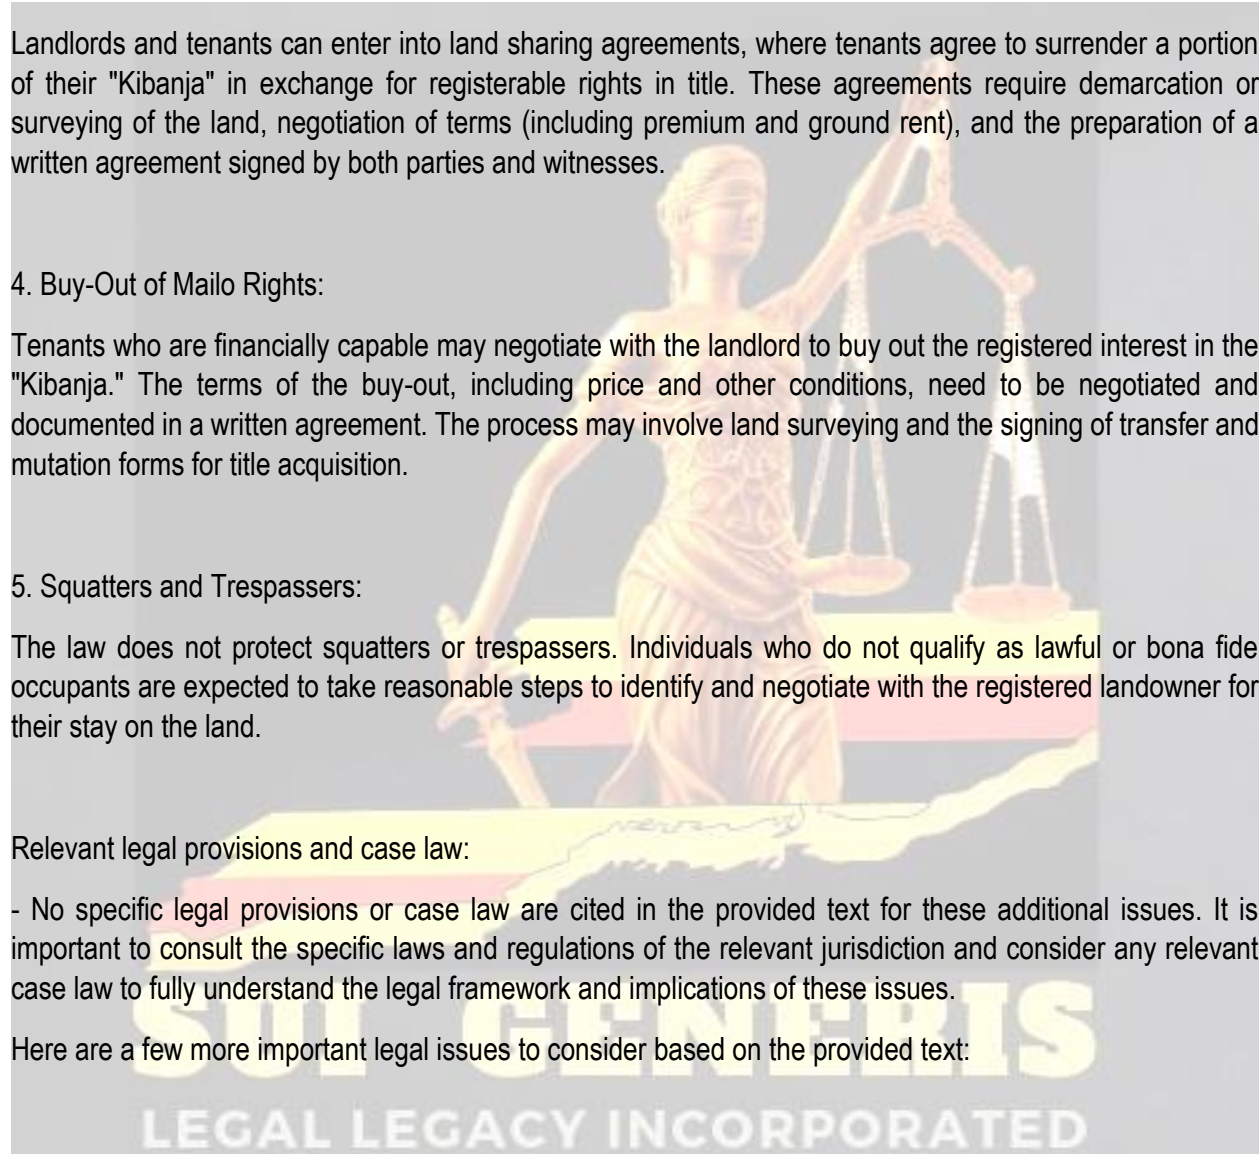 Landlords and tenants can enter into land sharing agreements, where tenants agree to surrender a portion
of their "Kibanja" in exchange for registerable rights in title. These agreements require demarcation or
surveying of the land, negotiation of terms (including premium and ground rent), and the preparation of a
written agreement signed by both parties and witnesses.
4. Buy-Out of Mailo Rights:
Tenants who are financially capable may negotiate with the landlord to buy out the registered interest in the
"Kibanja." The terms of the buy-out, including price and other conditions, need to be negotiated and
documented in a written agreement. The process may involve land surveying and the signing of transfer and
mutation forms for title acquisition.
5. Squatters and Trespassers:
The law does not protect squatters or trespassers. Individuals who do not qualify as lawful or bona fide
occupants are expected to take reasonable steps to identify and negotiate with the registered landowner for
their stay on the land.
Relevant legal provisions and case law:
- No specific legal provisions or case law are cited in the provided text for these additional issues. It is
important to consult the specific laws and regulations of the relevant jurisdiction and consider any relevant
case law to fully understand the legal framework and implications of these issues.
Here are a few more important legal issues to consider based on the provided text:
SUI GENERIS
LEGAL LEGACY INCORPORATED